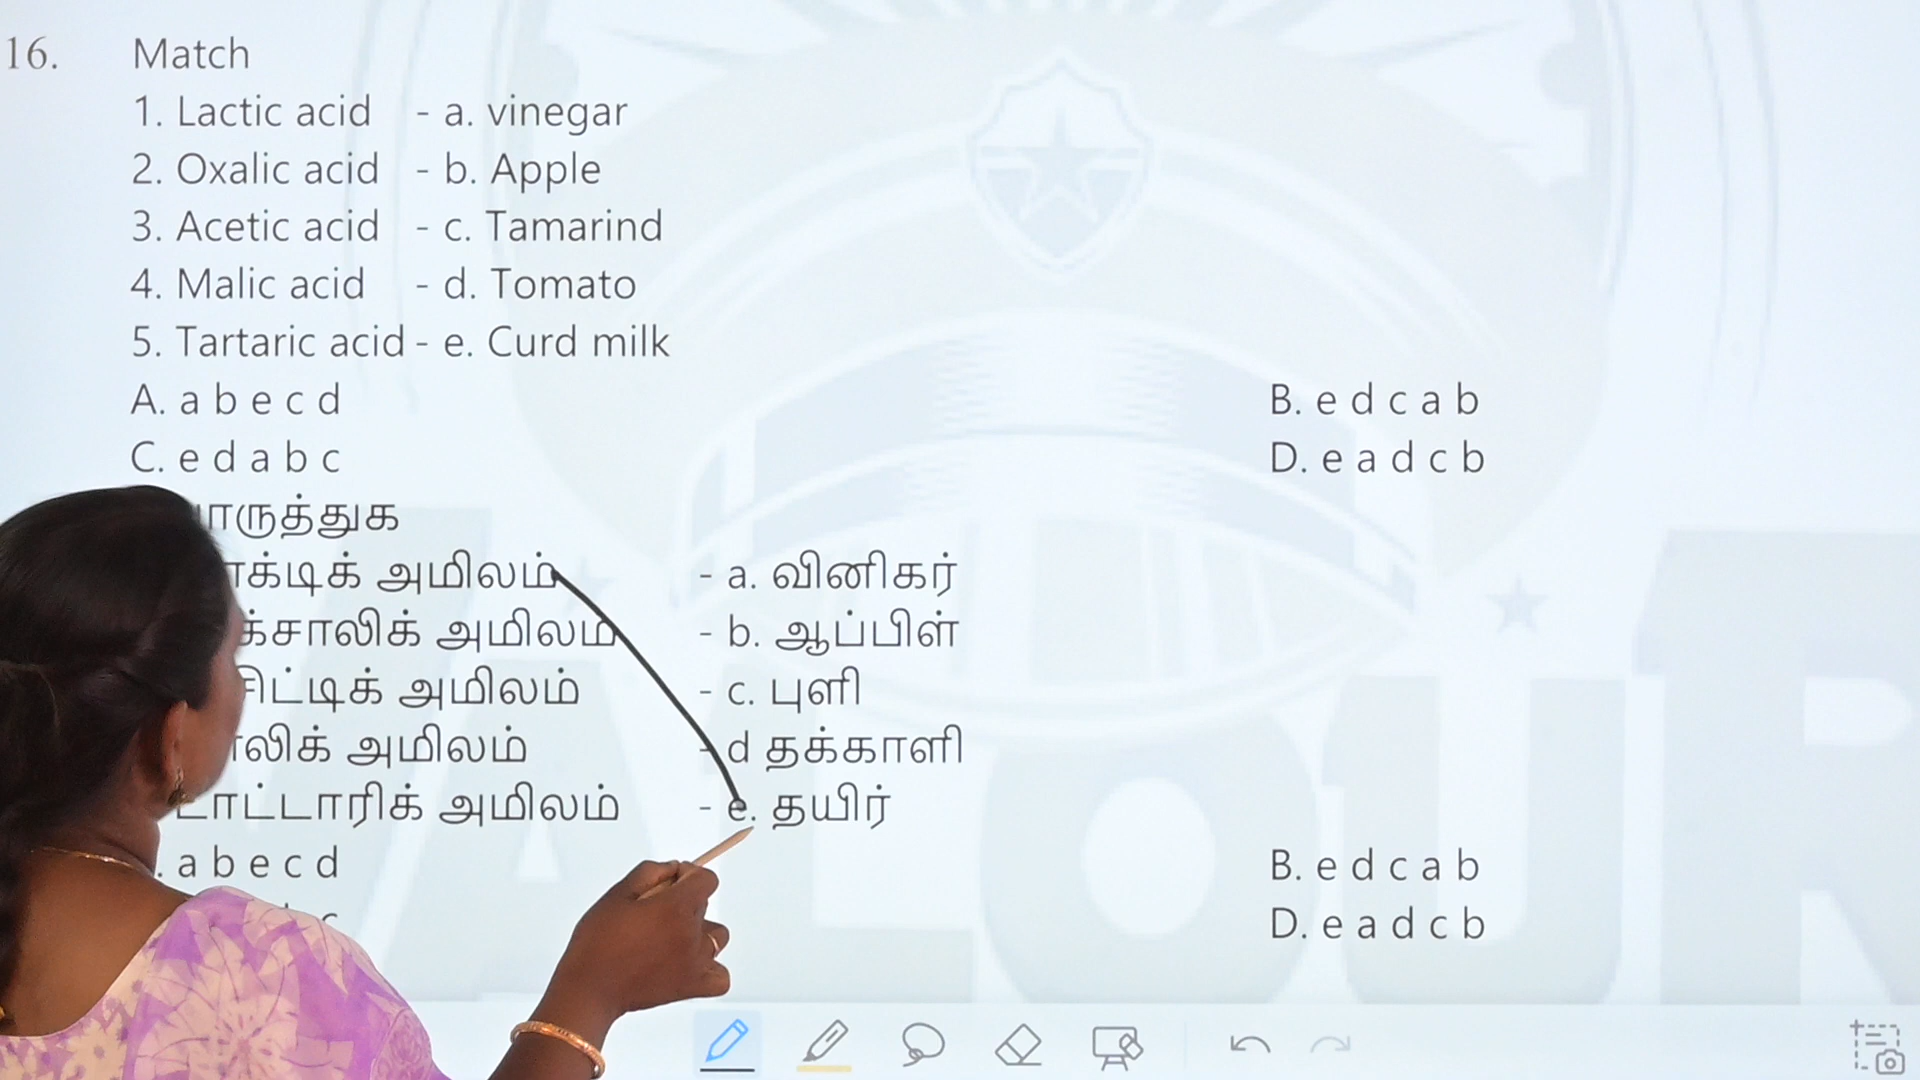 16. Match
1. Lactic acid - a. vinegar
2. Oxalic acid - b. Apple
3. Acetic acid - c. Tamarind
4. Malic acid - d. Tomato
5. Tartaric acid - e. Curd milk
A. a b e c d B. e d c a b
C. e d a b c D. e a d c b
அமிலம் - a. வினிகர்
அமிலம் - b. ஆப்பிள்
அமிலம் - c. புளி
அமிலம் - d தக்காளி
அமிலம் - e. தயிர்
a b e c d B. e d c a b
D. e a d c b